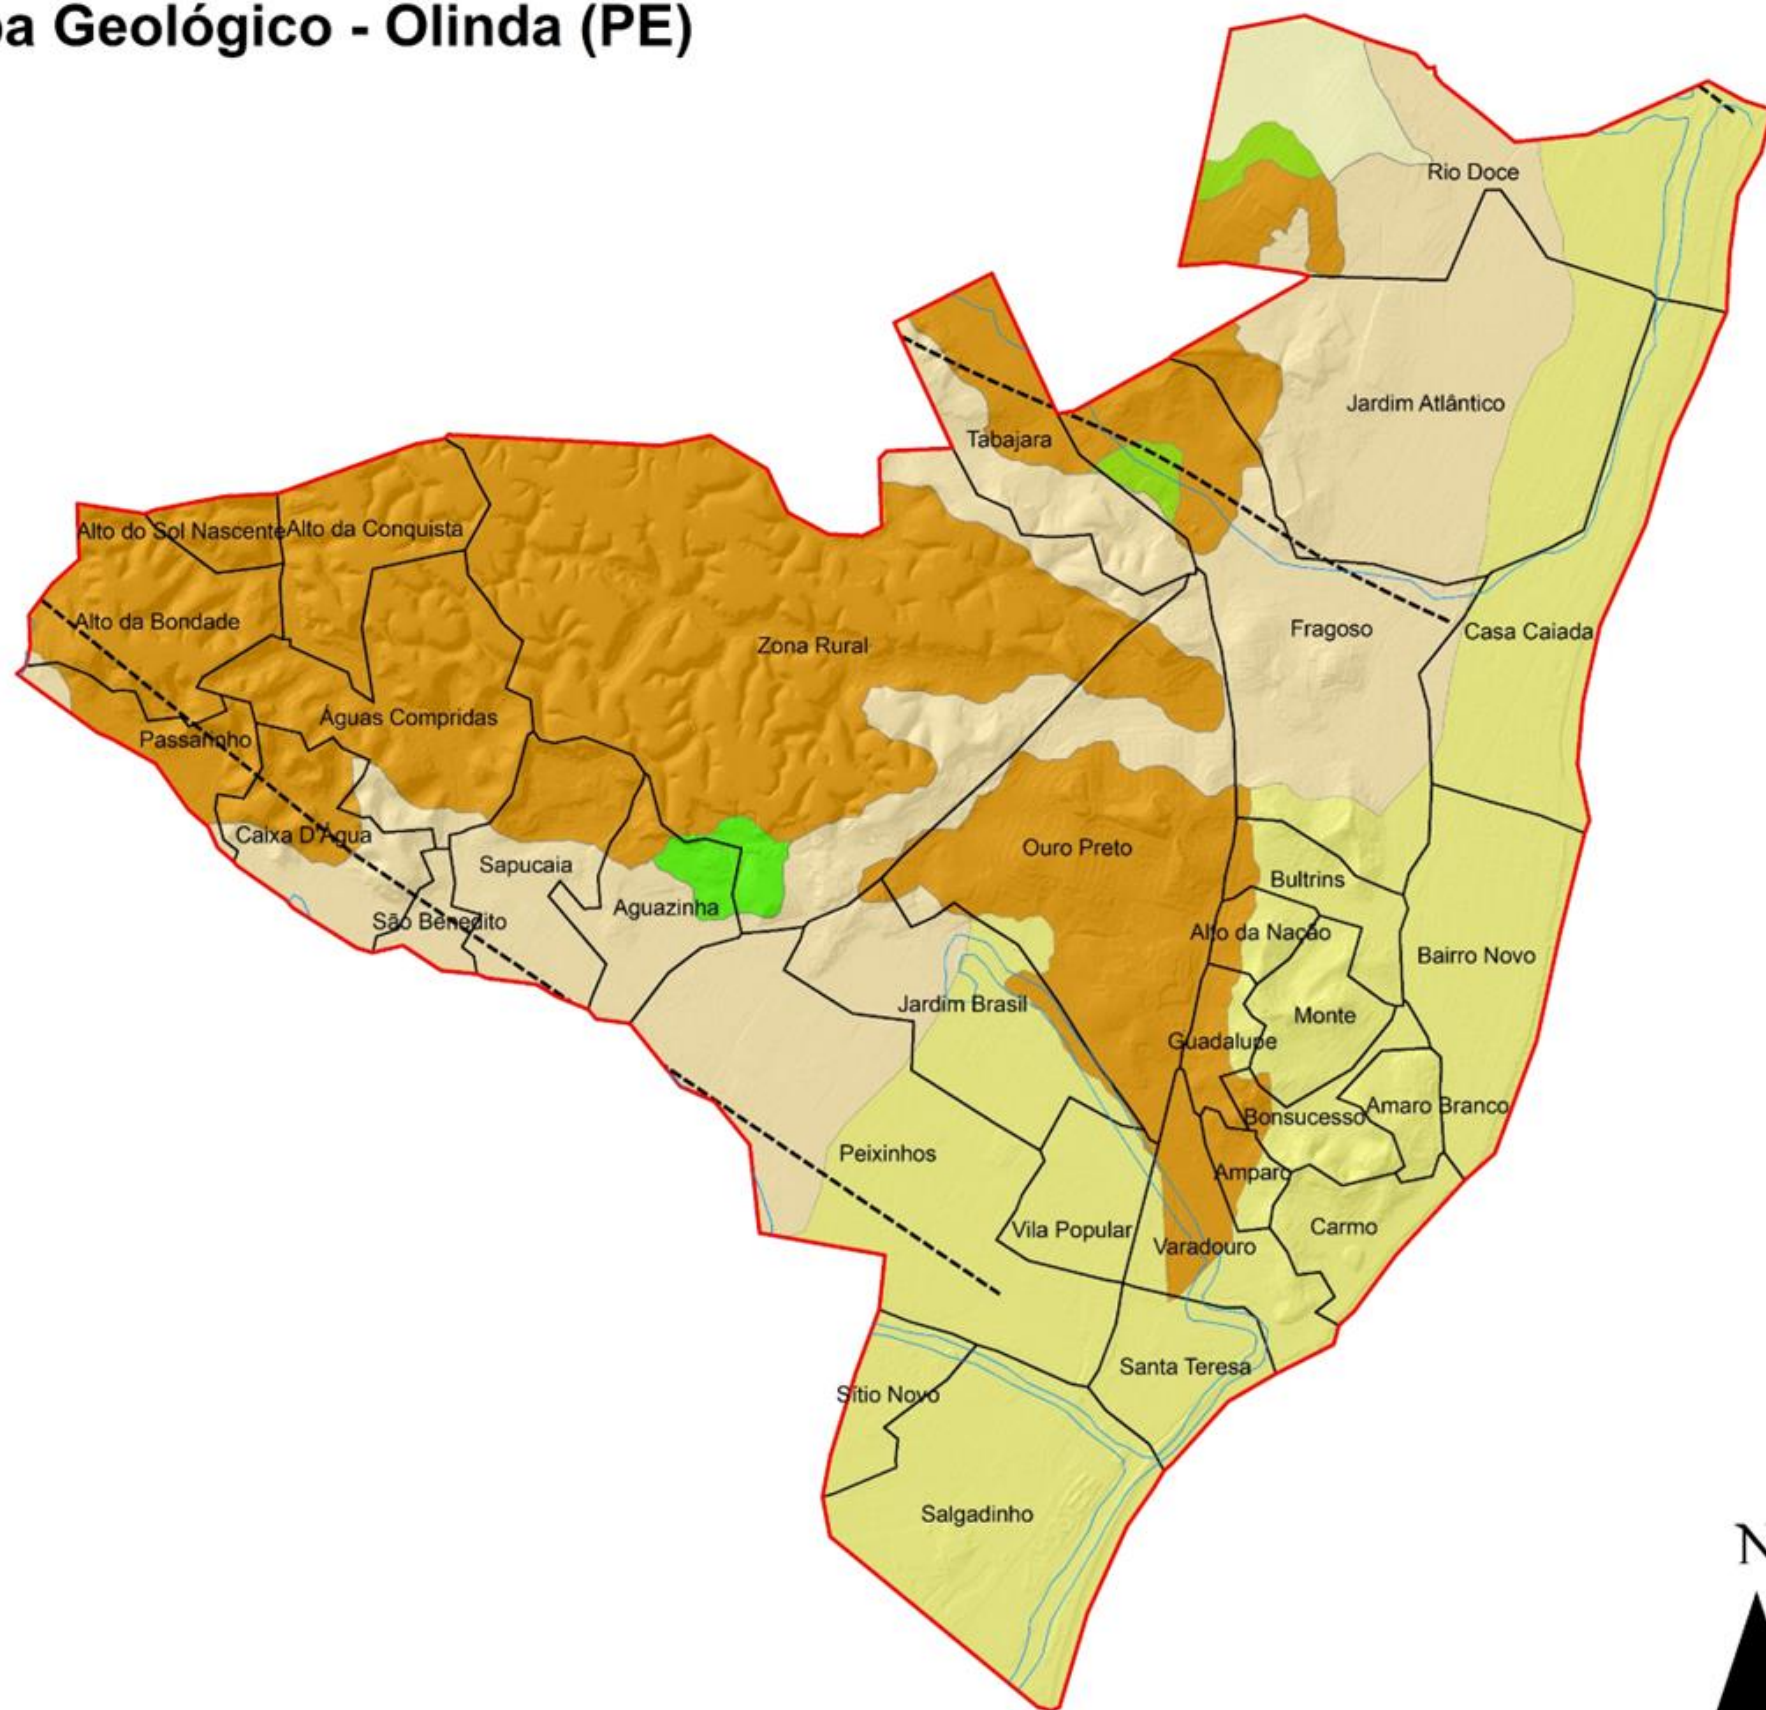 pa Geológico - Olinda (PE)
Rio Doce
Jardim Atlântico
Tabajara
Alto do Sol Nascente
Alto da Conquista
Alto da Bondade
Zona Rural
Fragoso
Casa Caiada
Águas Compridas
Passarinho
Caixa D'Água
Sapucaia
Ouro Preto
Bultrins
Aguazinha
São Benedito
Alto da Nação
Bairro Novo
Jardim Brasil
Monte
Guadalupe
Amaro Branco
Bonsucesso
Peixinhos
Amparo
Vila Popular
Carmo
Varadouro
Santa Teresa
Sítio Novo
Salgadinho
N